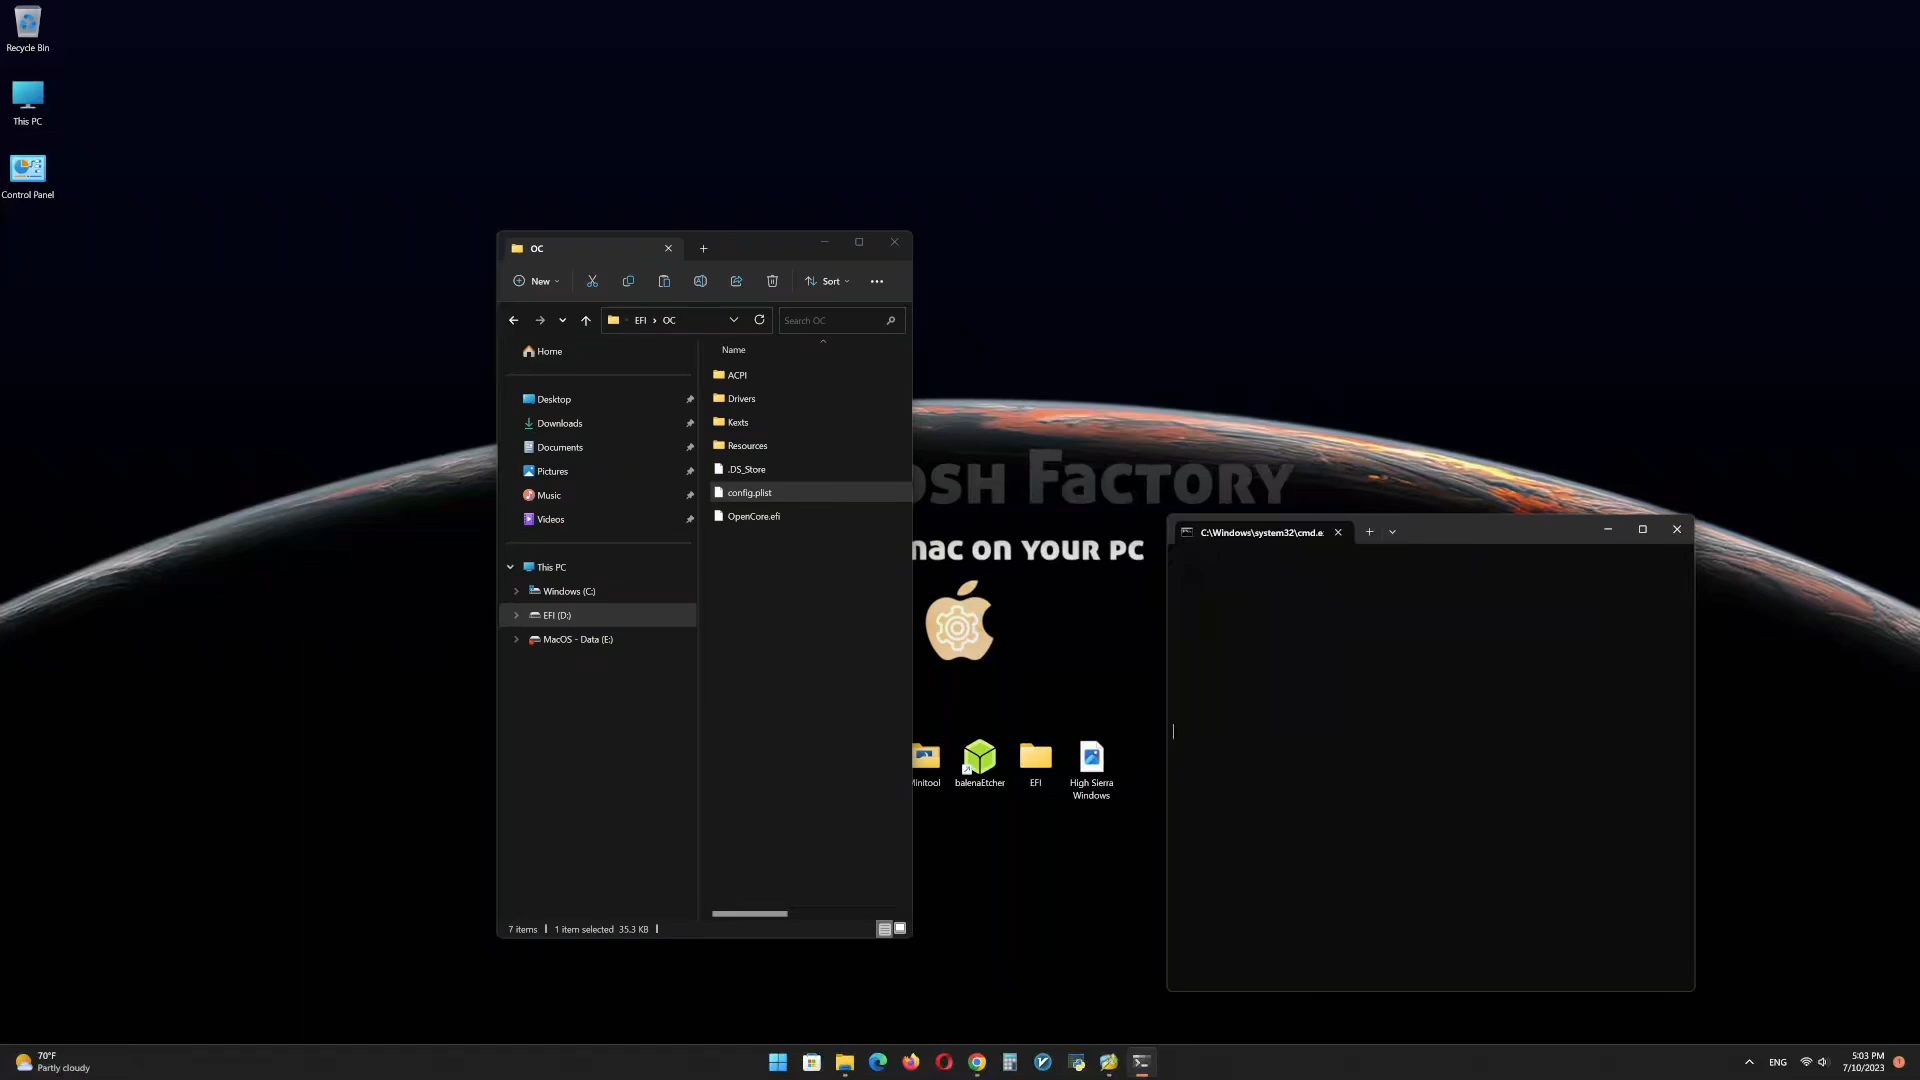 Recycle Bin
This PC
Control Panel
OC
New
Sort
EFI > OC
Search OC
Home
Desktop
Downloads
Documents
Pictures
Music
Videos
This PC
Windows (C:)
EFI (D:)
MacOS - Data (E:)
Name
ACPI
Drivers
Kexts
Resources
.DS_Store
config.plist
OpenCore.efi
7 items
1 item selected 35.3 KB
OSH FACTORY
mac on your pc
C:\Windows\system32\cmd.e:
Minitool
balenaEtcher
EFI
High Sierra
Windows
70°F
Partly cloudy
ENG
5:03 PM
7/10/2023